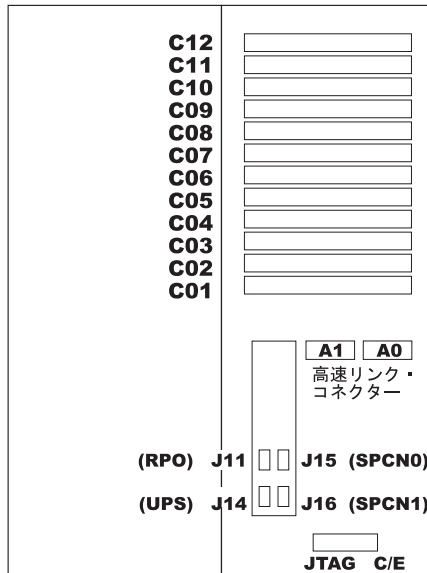 C12
C11
C10
C09
C08
C07
C06
C05
C04
C03
C02
C01
A1 A0
高速リンク・
コネクター
(RPO) J11 J15 (SPCN0)
(UPS) J14 J16 (SPCN1)
JTAG C/E